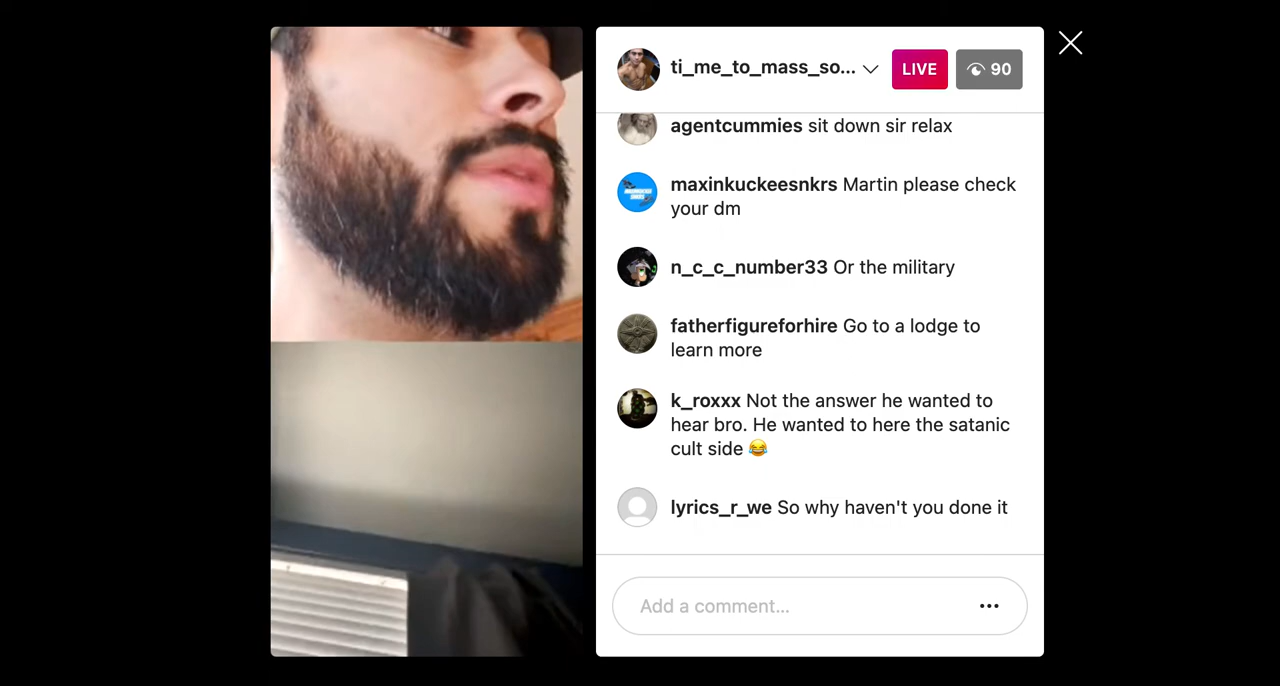 ti_me_to_mass_so...
LIVE
90
agentcummies sit down sir relax
maxinkuckeesnkrs Martin please check
your dm
n_c_c_number33 Or the military
fatherfigureforhire Go to a lodge to
learn more
k_roxxx Not the answer he wanted to
hear bro. He wanted to here the satanic
cult side 😂
lyrics_r_we So why haven't you done it
Add a comment...